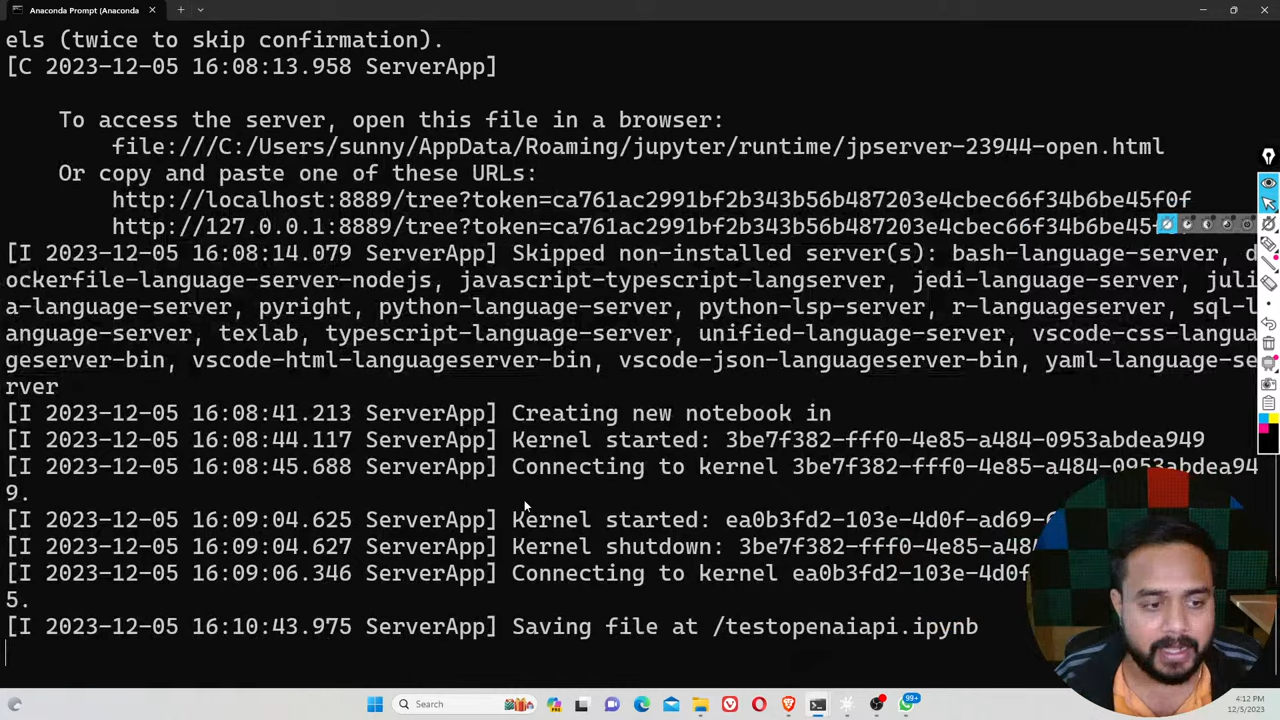 Anaconda Prompt (Anaconda
els (twice to skip confirmation).
[C 2023-12-05 16:08:13.958 ServerApp]
To access the server, open this file in a browser:
file:///C:/Users/sunny/AppData/Roaming/jupyter/runtime/jpserver-23944-open.html
Or copy and paste one of these URLs:
http://localhost:8889/tree?token=ca761ac2991bf2b343b56b487203e4cbec66f34b6be45f0f
http://127.0.0.1:8889/tree?token=ca761ac2991bf2b343b56b487203e4cbec66f34b6be45
[I 2023-12-05 16:08:14.079 ServerApp] Skipped non-installed server(s): bash-language-server, d
ockerfile-language-server-nodejs, javascript-typescript-langserver, jedi-language-server, juli
a-language-server, pyright, python-language-server, python-lsp-server, r-languageserver, sql-l
anguage-server, texlab, typescript-language-server, unified-language-server, vscode-css-langua
geserver-bin, vscode-html-languageserver-bin, vscode-json-languageserver-bin, yaml-language-se
rver
[I 2023-12-05 16:08:41.213 ServerApp] Creating new notebook in
[I 2023-12-05 16:08:44.117 ServerApp] Kernel started: 3be7f382-fff0-4e85-a484-0953abdea949
[I 2023-12-05 16:08:45.688 ServerApp] Connecting to kernel 3be7f382-fff0-4e85-a484-0953abdea94
9.
[I 2023-12-05 16:09:04.625 ServerApp] Kernel started: ea0b3fd2-103e-4d0f-ad69-
[I 2023-12-05 16:09:04.627 ServerApp] Kernel shutdown: 3be7f382-fff0-4e85-a48
[I 2023-12-05 16:09:06.346 ServerApp] Connecting to kernel ea0b3fd2-103e-4d0f
5.
[I 2023-12-05 16:10:43.975 ServerApp] Saving file at /testopenaiapi.ipynb
Search
99+
4:12 PM
12/5/2023